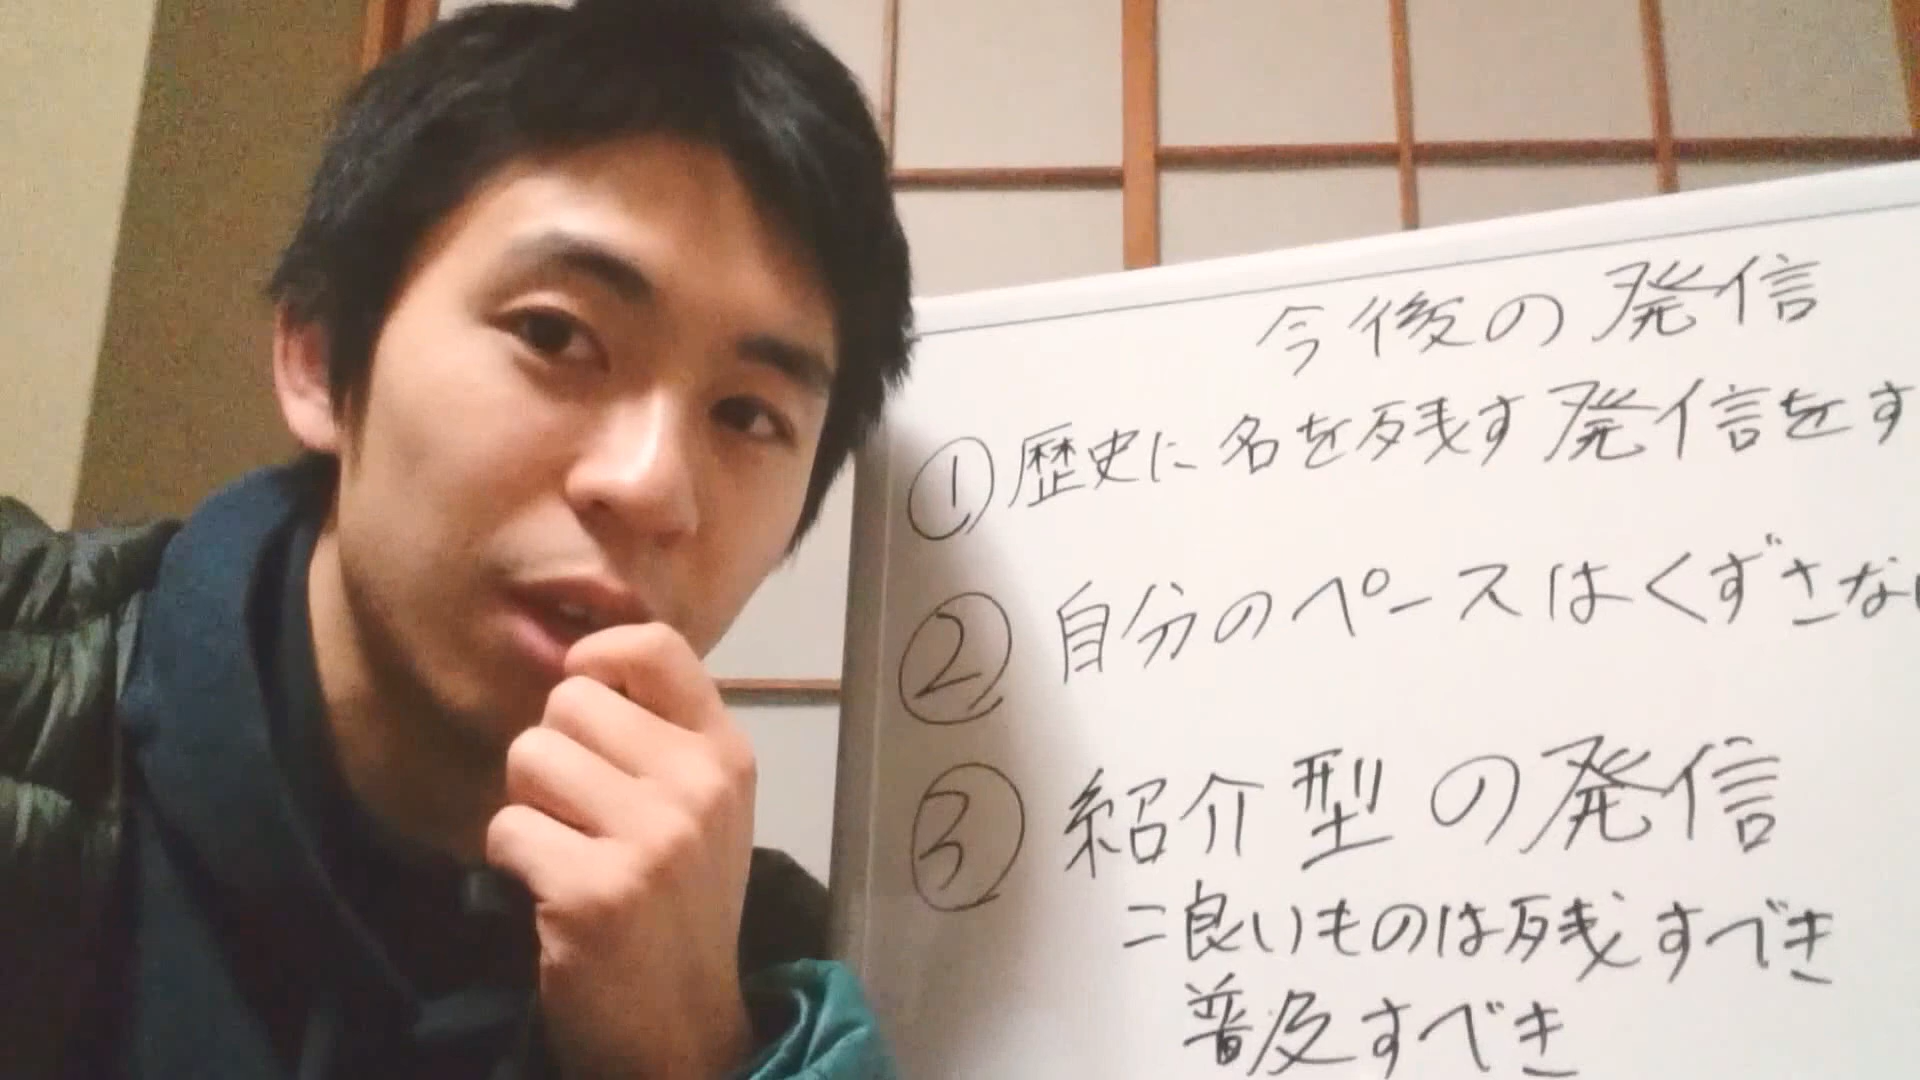 今後の発信
①歴史に名を残す発信をす
②自分のペースはくずさな
③紹介型の発信
=良いものは残すべき
普及すべき